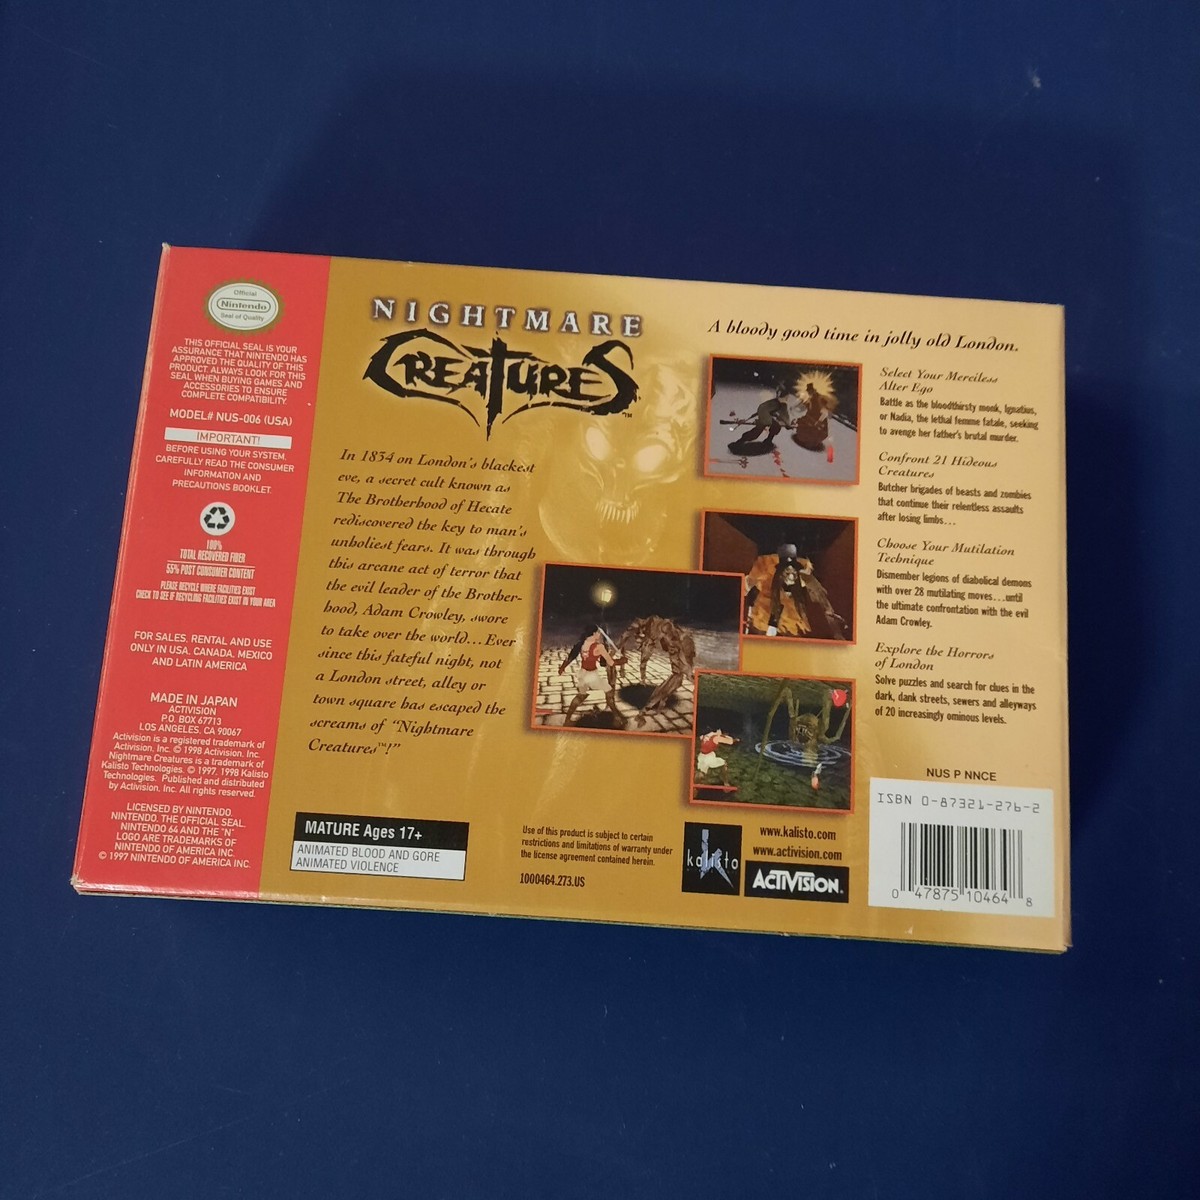 Official
Nintendo
Seal of Quality
THIS OFFICIAL SEAL IS YOUR
ASSURANCE THAT NINTENDO HAS
APPROVED THE QUALITY OF THIS
PRODUCT. ALWAYS LOOK FOR THIS
SEAL WHEN BUYING GAMES AND
ACCESSORIES TO ENSURE
COMPLETE COMPATIBILITY.
MODEL# NUS-006 (USA)
IMPORTANT!
BEFORE USING YOUR SYSTEM,
CAREFULLY READ THE CONSUMER
INFORMATION AND
PRECAUTIONS BOOKLET.
100%
TOTAL RECOVERED FIBER
55% POST CONSUMER CONTENT
PLEASE RECYCLE WHERE FACILITIES EXIST
CHECK TO SEE IF RECYCLING FACILITIES EXIST IN YOUR AREA
FOR SALES, RENTAL AND USE
ONLY IN USA, CANADA, MEXICO
AND LATIN AMERICA
MADE IN JAPAN
ACTIVISION
P.O. BOX 67713
LOS ANGELES, CA 90067
Activision is a registered trademark of
Activision, Inc. © 1998 Activision, Inc.
Nightmare Creatures is a trademark of
Kalisto Technologies. © 1997, 1998 Kalisto
Technologies. Published and distributed
by Activision, Inc. All rights reserved.
LICENSED BY NINTENDO.
NINTENDO, THE OFFICIAL SEAL,
NINTENDO 64 AND THE "N"
LOGO ARE TRADEMARKS OF
NINTENDO OF AMERICA INC.
© 1997 NINTENDO OF AMERICA INC.
NIGHTMARE
CREATURES™
In 1834 on London's blackest
eve, a secret cult known as
The Brotherhood of Hecate
rediscovered the key to man's
unholiest fears. It was through
this arcane act of terror that
the evil leader of the Brother-
hood, Adam Crowley, swore
to take over the world...Ever
since this fateful night, not
a London street, alley or
town square has escaped the
screams of "Nightmare
Creatures™!"
MATURE Ages 17+
ANIMATED BLOOD AND GORE
ANIMATED VIOLENCE
A bloody good time in jolly old London.
Select Your Merciless
Alter Ego
Battle as the bloodthirsty monk, Ignatius,
or Nadia, the lethal femme fatale, seeking
to avenge her father's brutal murder.
Confront 21 Hideous
Creatures
Butcher brigades of beasts and zombies
that continue their relentless assaults
after losing limbs...
Choose Your Mutilation
Technique
Dismember legions of diabolical demons
with over 28 mutilating moves...until
the ultimate confrontation with the evil
Adam Crowley.
Explore the Horrors
of London
Solve puzzles and search for clues in the
dark, dank streets, sewers and alleyways
of 20 increasingly ominous levels.
Use of this product is subject to certain
restrictions and limitations of warranty under
the license agreement contained herein.
1000464.273.US
kalisto
www.kalisto.com
www.activision.com
ACTIVISION.
NUS P NNCE
ISBN 0-87321-276-2
0 47875 10464 8